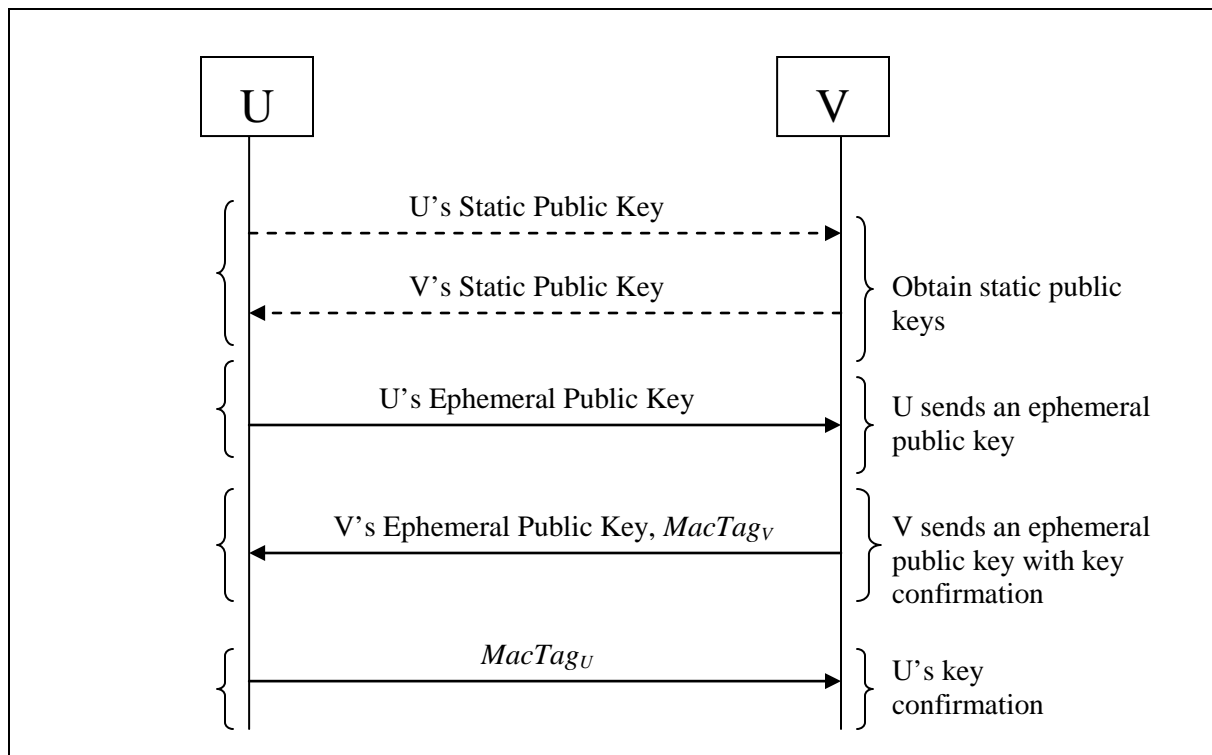 U
V
U’s Static Public Key
V’s Static Public Key
Obtain static public
keys
U’s Ephemeral Public Key
U sends an ephemeral
public key
V’s Ephemeral Public Key, MacTagV
V sends an ephemeral
public key with key
confirmation
MacTagU
U’s key
confirmation